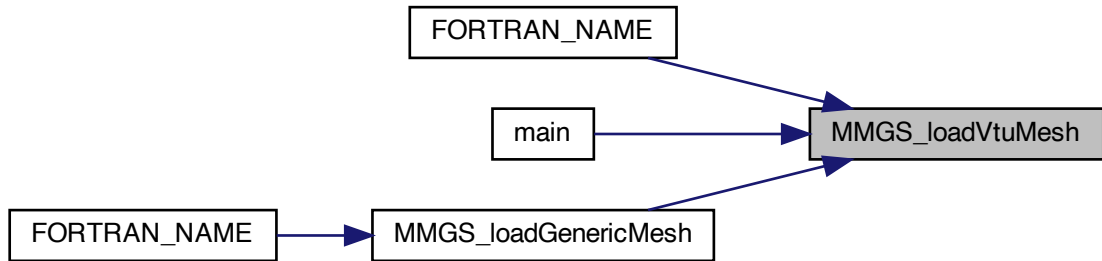 FORTRAN_NAME
main
MMGS_loadVtuMesh
FORTRAN_NAME
MMGS_loadGenericMesh